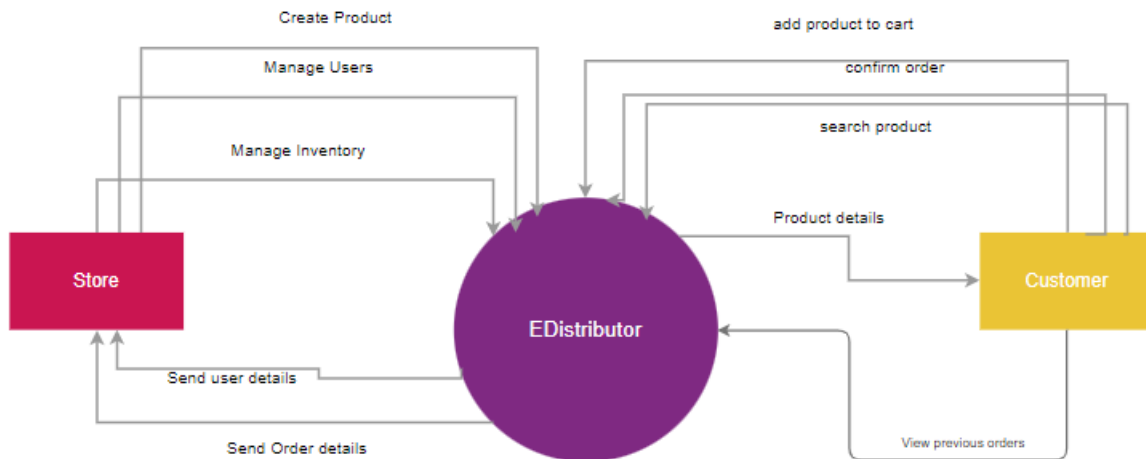 Create Product
add product to cart
Manage Users
confirm order
search product
Manage Inventory
Product details
Store
Customer
EDistributor
Send user details
Send Order details
View previous orders